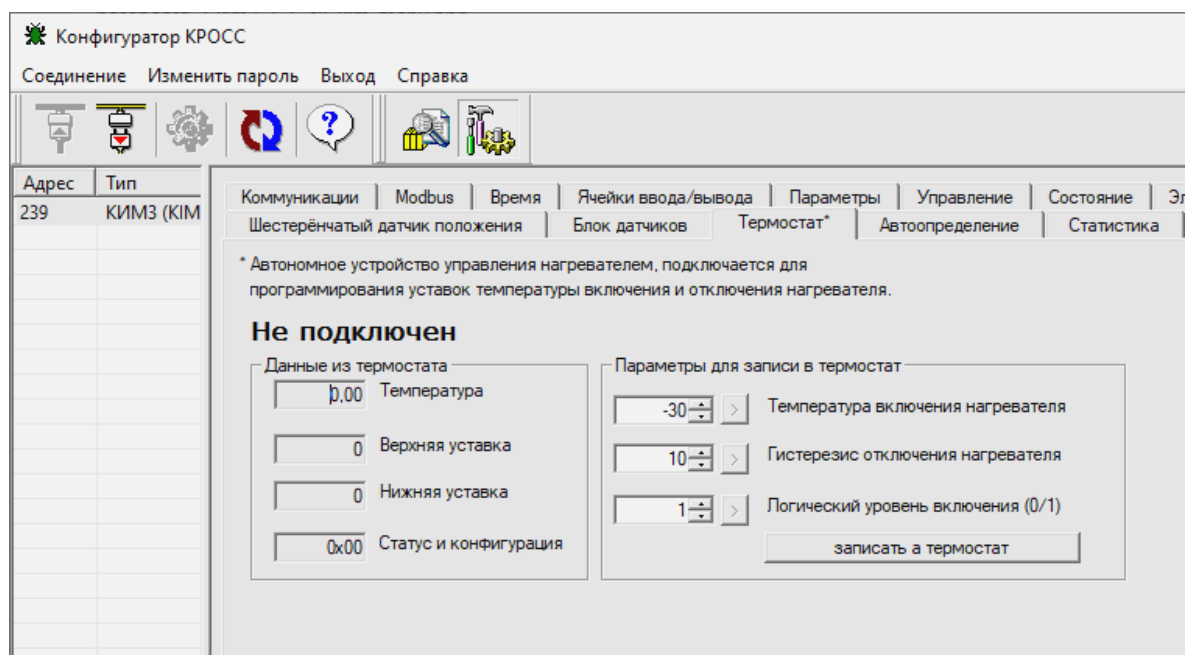 Конфигуратор КРОСС
Соединение Изменить пароль Выход Справка
Адрес Тип
239 КИМ3 (KIM
Коммуникации Modbus Время Ячейки ввода/вывода Параметры Управление Состояние Эл
Шестерёнчатый датчик положения Блок датчиков Термостат* Автоопределение Статистика
* Автономное устройство управления нагревателем, подключается для
программирования уставок температуры включения и отключения нагревателя.
Не подключен
Данные из термостата
0,00 Температура
0 Верхняя уставка
0 Нижняя уставка
0x00 Статус и конфигурация
Параметры для записи в термостат
-30 > Температура включения нагревателя
10 > Гистерезис отключения нагревателя
1 > Логический уровень включения (0/1)
записать а термостат